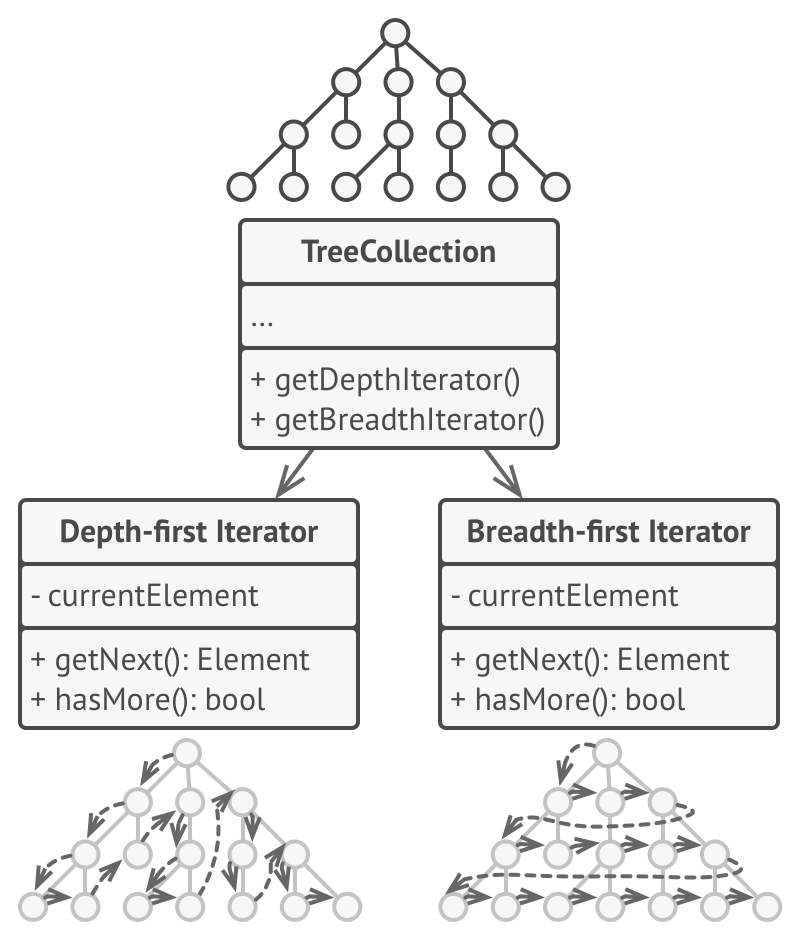 TreeCollection
...
+ getDepthIterator()
+ getBreadthIterator()
Depth-first Iterator
- currentElement
+ getNext(): Element
+ hasMore(): bool
Breadth-first Iterator
- currentElement
+ getNext(): Element
+ hasMore(): bool